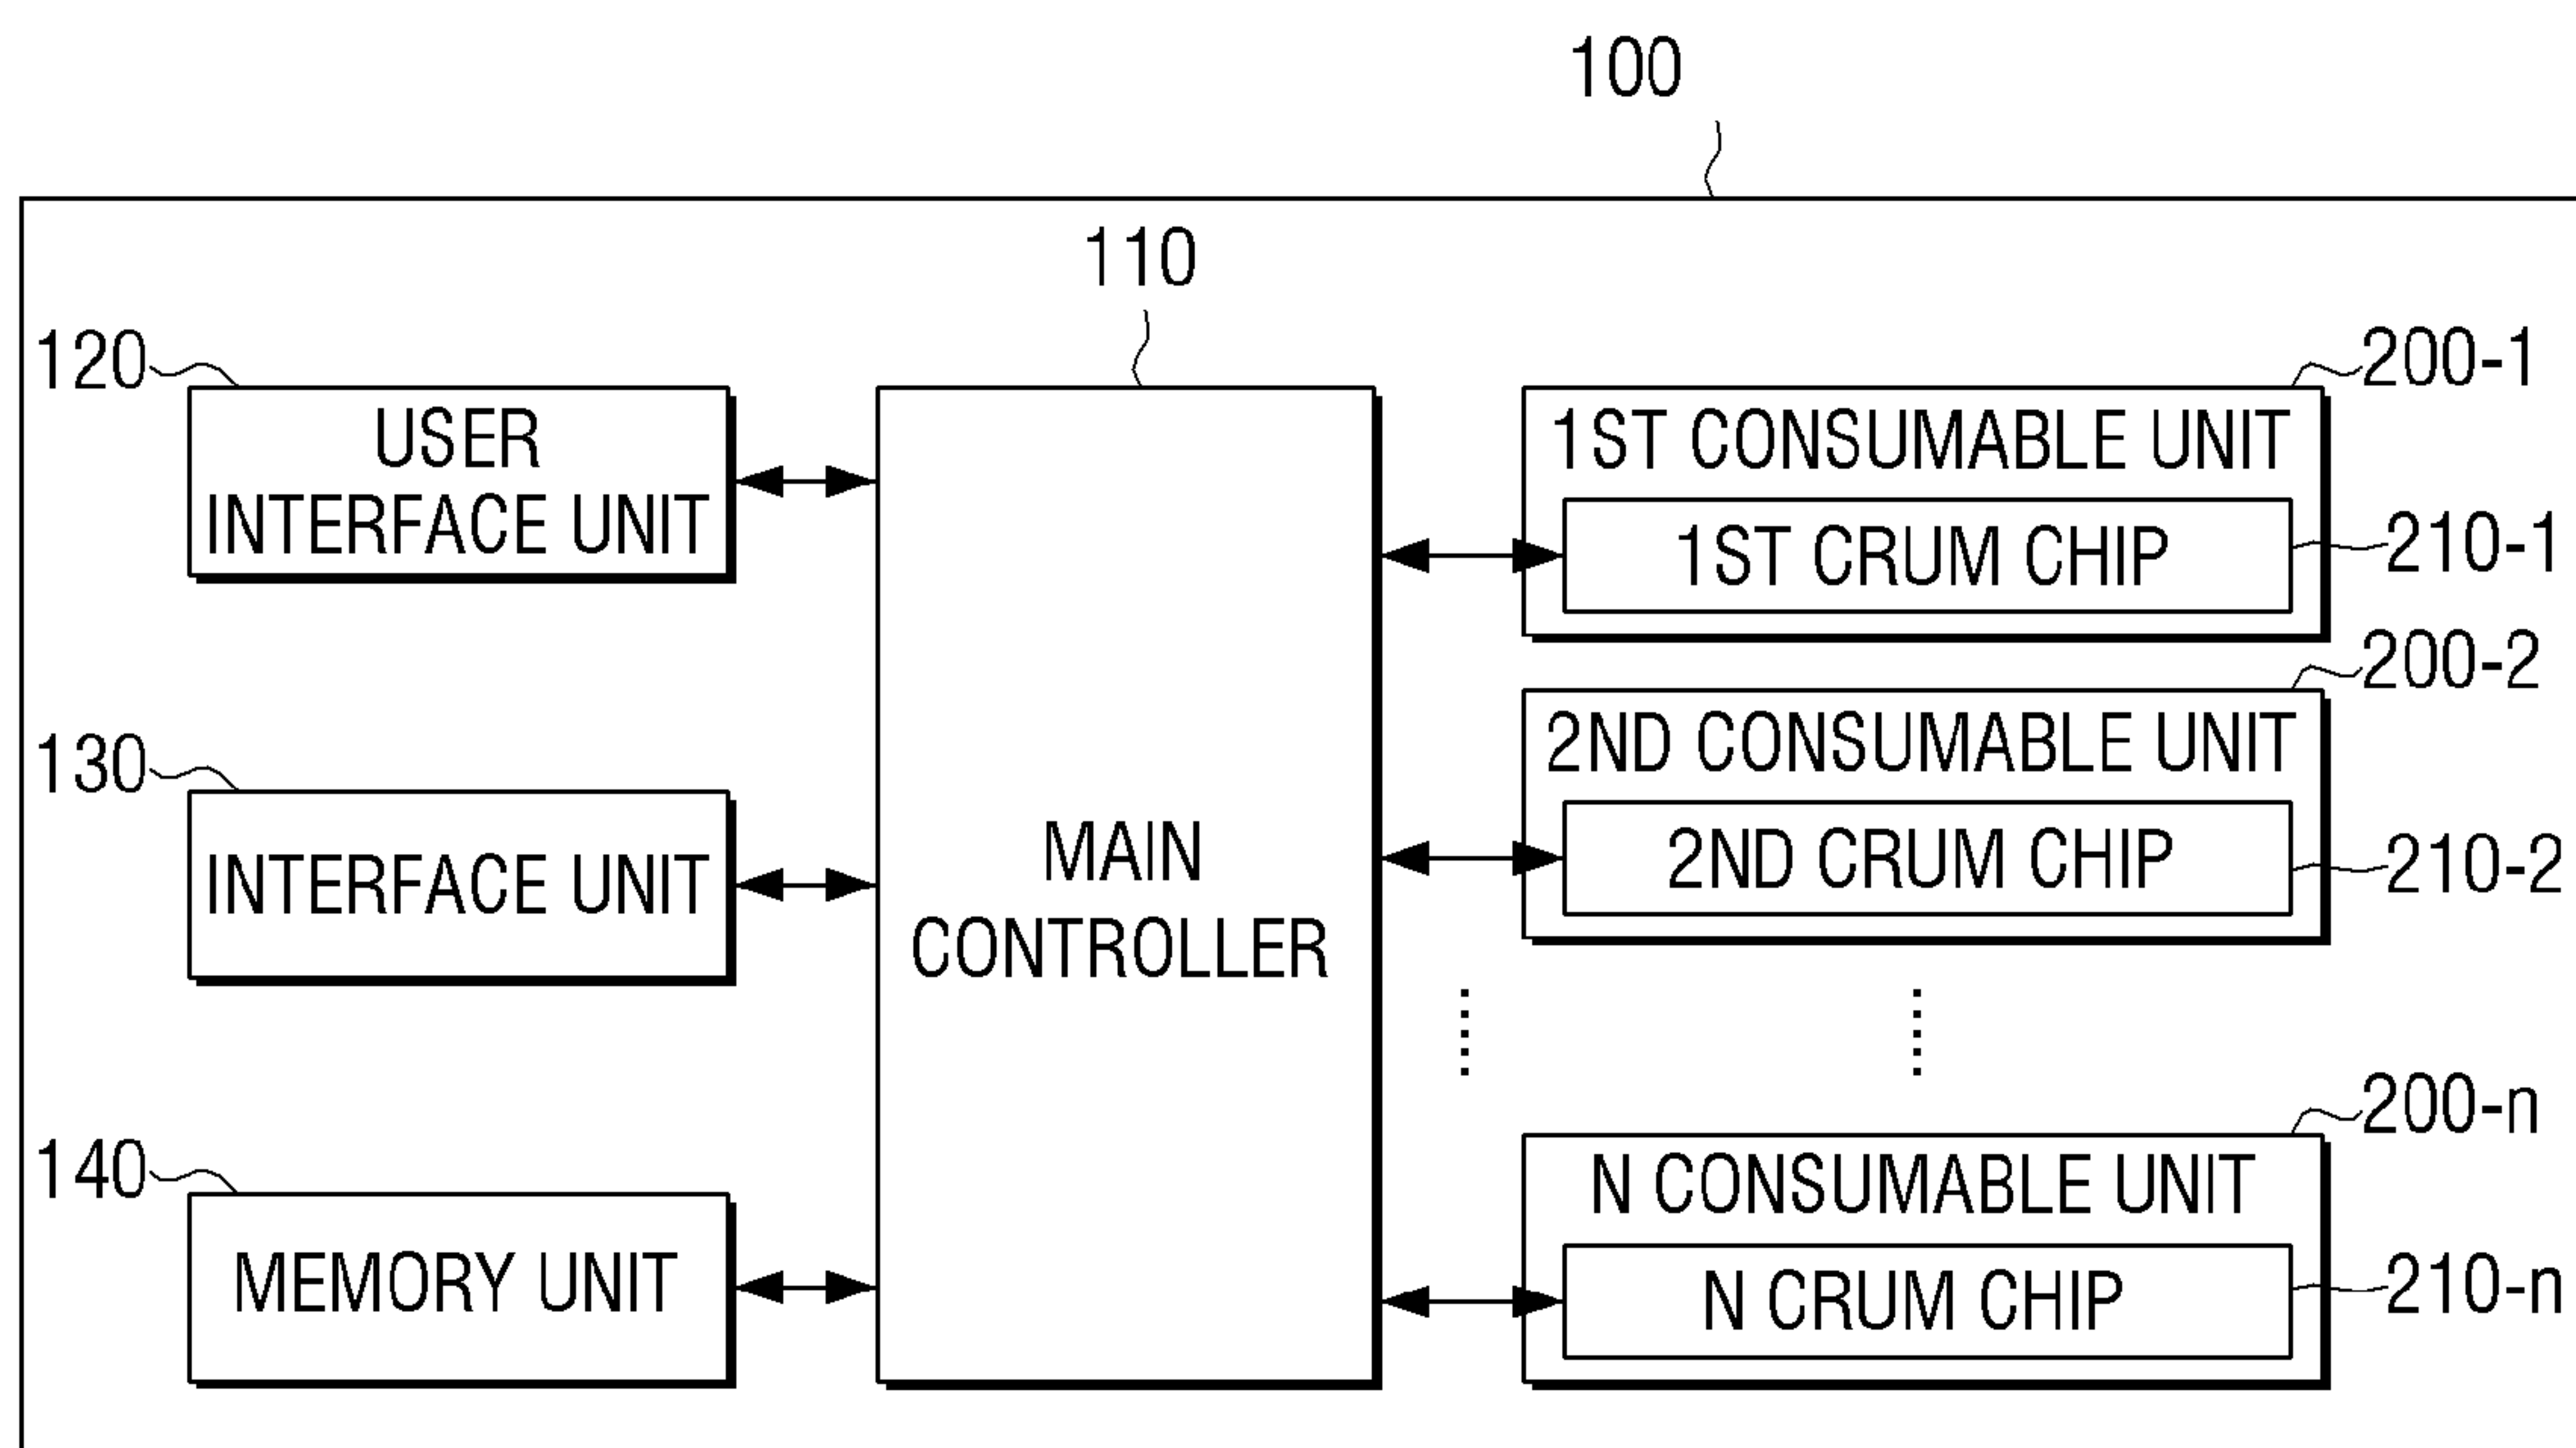 100
110
120
USER
INTERFACE UNIT
130
INTERFACE UNIT
140
MEMORY UNIT
MAIN
CONTROLLER
200-1
1ST CONSUMABLE UNIT
1ST CRUM CHIP
210-1
200-2
2ND CONSUMABLE UNIT
2ND CRUM CHIP
210-2
200-n
N CONSUMABLE UNIT
N CRUM CHIP
210-n